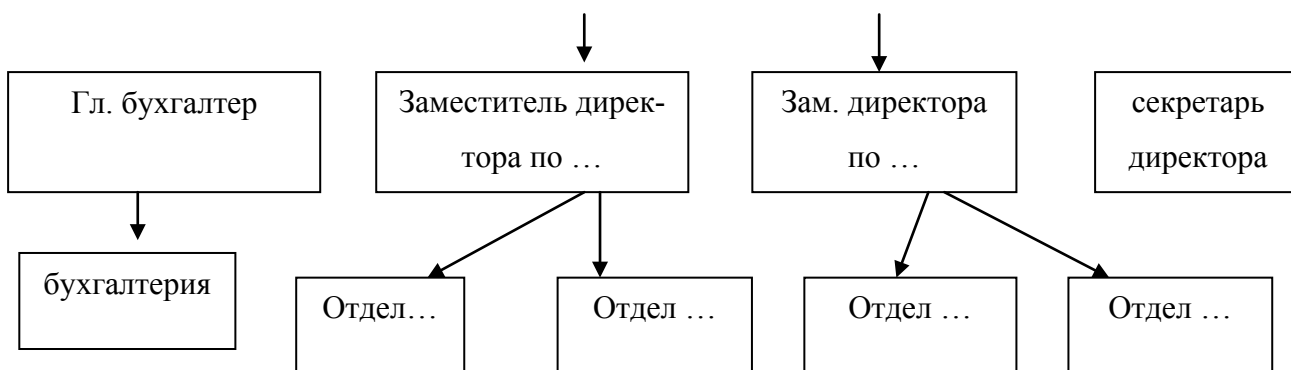 Гл. бухгалтер
Заместитель дирек-
тора по …
Зам. директора
по …
секретарь
директора
бухгалтерия
Отдел…
Отдел …
Отдел …
Отдел …